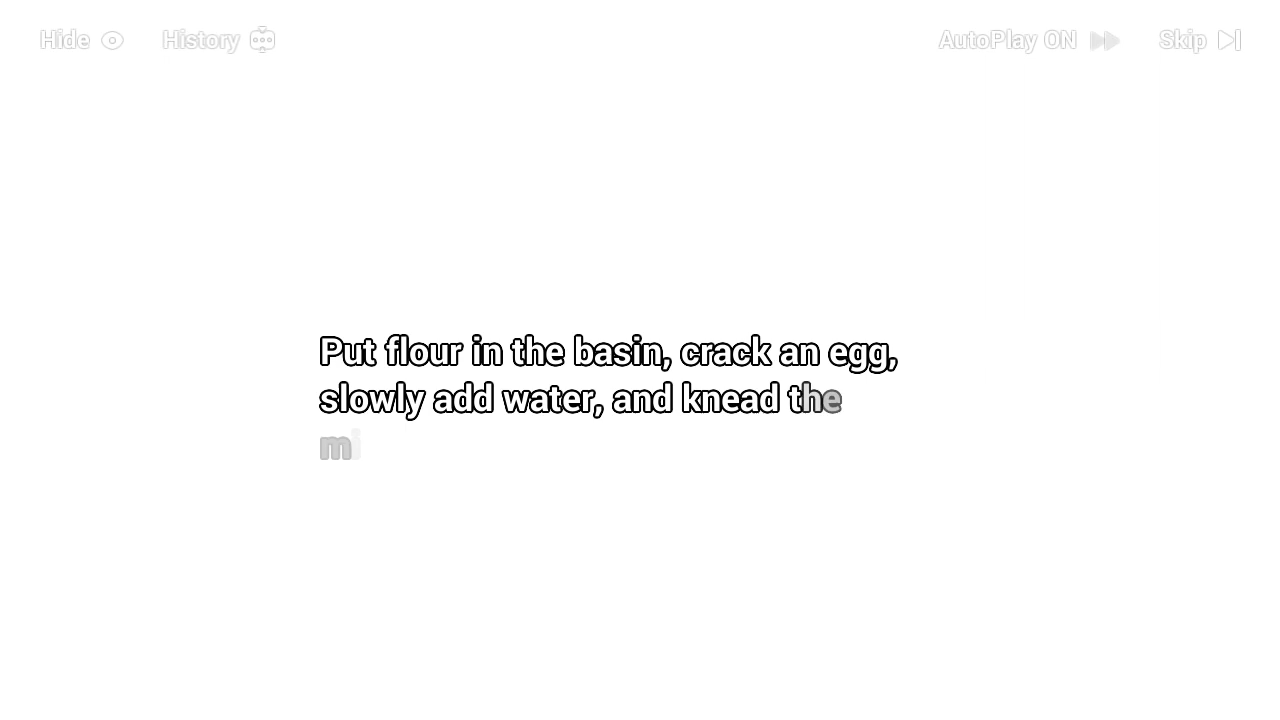 Hide
History
AutoPlay ON
Skip
Put flour in the basin, crack an egg,
slowly add water, and knead the
mi